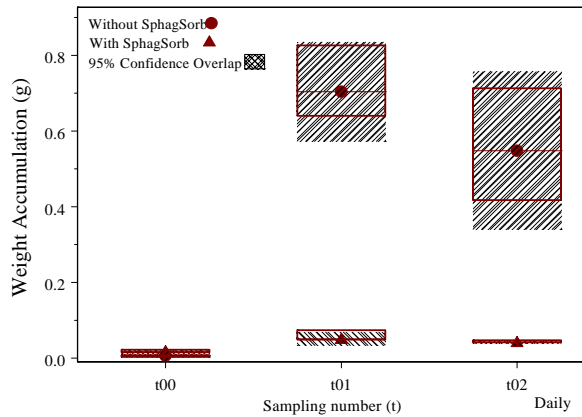 Without SphagSorb
With SphagSorb
95% Confidence Overlap
Weight Accumulation (g)
0.8
0.6
0.4
0.2
0.0
t00 t01 t02
Sampling number (t) Daily